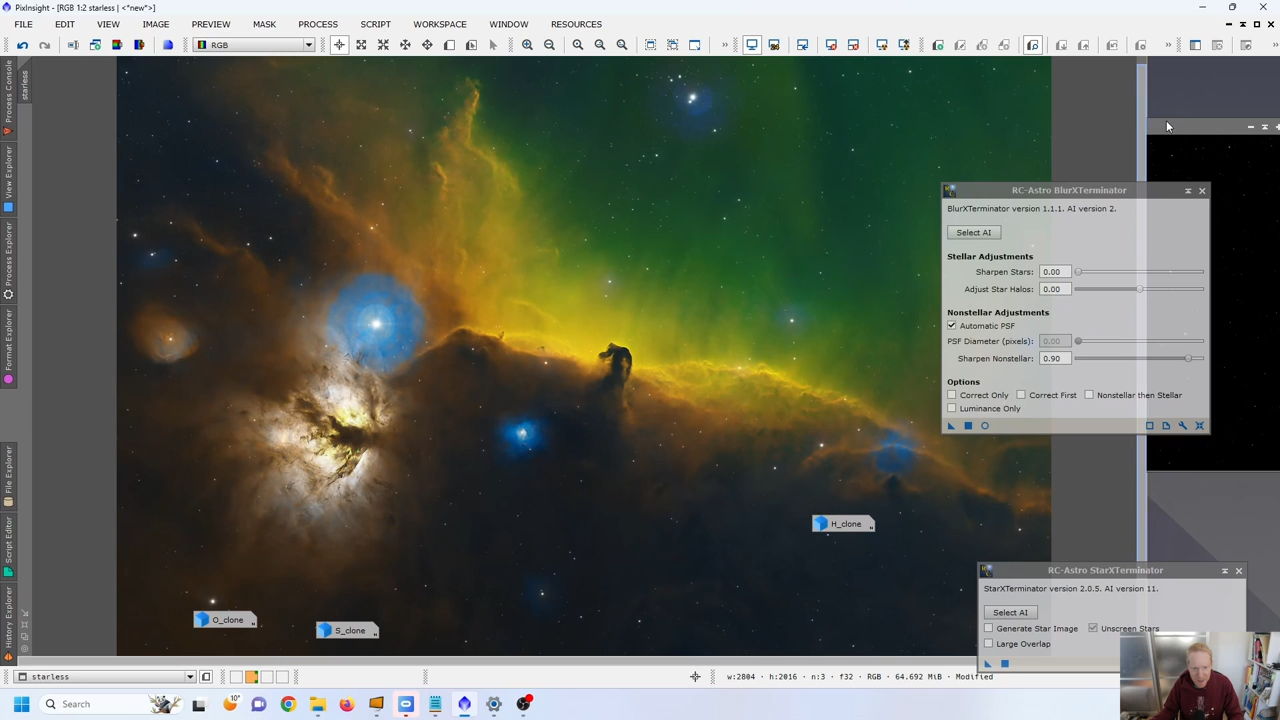 PixInsight - [RGB 1:2 starless | <*new*>]
FILE EDIT VIEW IMAGE PREVIEW MASK PROCESS SCRIPT WORKSPACE WINDOW RESOURCES
RGB
starless
Process Console
View Explorer
Process Explorer
Format Explorer
File Explorer
Script Editor
History Explorer
RC-Astro BlurXTerminator
BlurXTerminator version 1.1.1. AI version 2.
Select AI
Stellar Adjustments
Sharpen Stars: 0.00
Adjust Star Halos: 0.00
Nonstellar Adjustments
Automatic PSF
PSF Diameter (pixels): 0.00
Sharpen Nonstellar: 0.90
Options
Correct Only Correct First Nonstellar then Stellar
Luminance Only
H_clone
O_clone
S_clone
RC-Astro StarXTerminator
StarXTerminator version 2.0.5. AI version 11.
Select AI
Generate Star Image Unscreen Stars
Large Overlap
starless
w:2804 · h:2016 · n:3 · f32 · RGB · 64.692 MiB · Modified
Search
10°